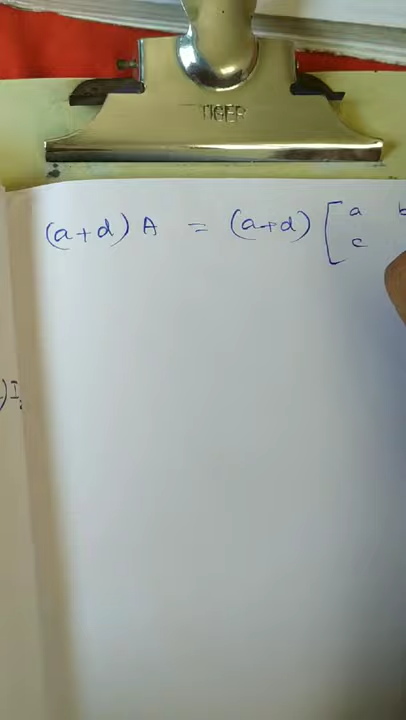 TIGER
(a+d) A = (a+d) [ a b
c
)I